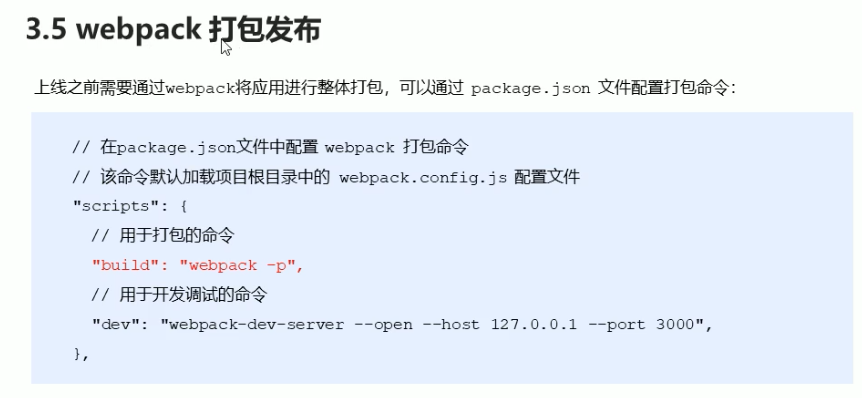 3.5 webpack 打包发布
上线之前需要通过webpack将应用进行整体打包，可以通过 package.json 文件配置打包命令：
// 在package.json文件中配置 webpack 打包命令
// 该命令默认加载项目根目录中的 webpack.config.js 配置文件
"scripts": {
// 用于打包的命令
"build": "webpack -p",
// 用于开发调试的命令
"dev": "webpack-dev-server --open --host 127.0.0.1 --port 3000",
},